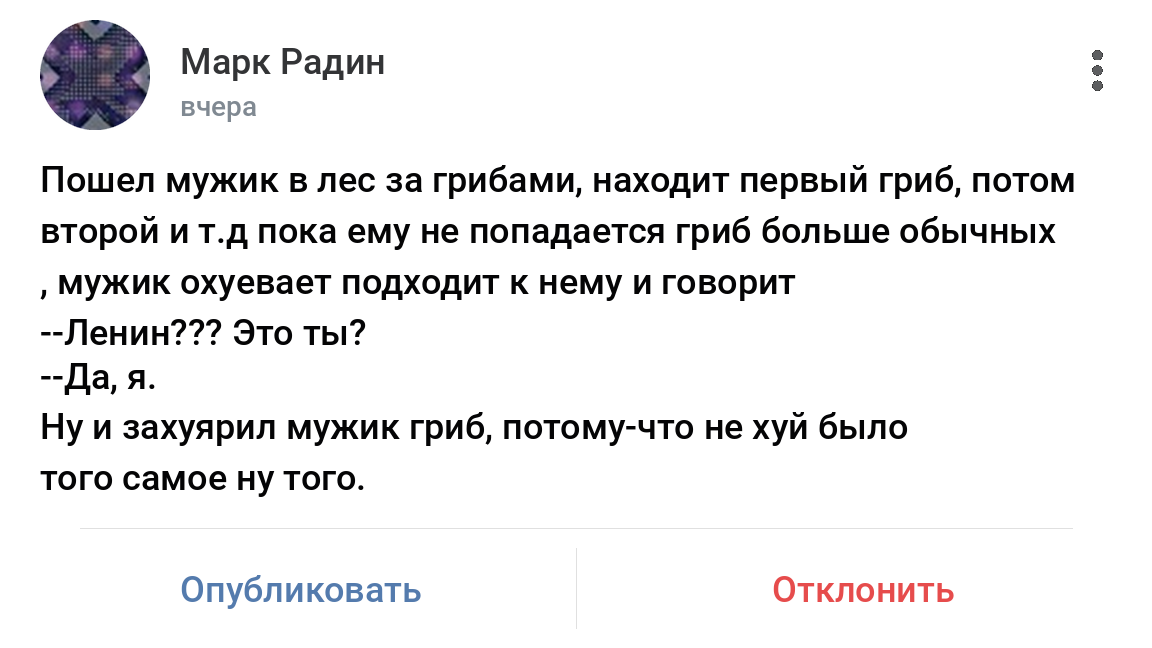 Марк Радин
вчера
Пошел мужик в лес за грибами, находит первый гриб, потом
второй и т.д пока ему не попадается гриб больше обычных
, мужик охуевает подходит к нему и говорит
--Ленин??? Это ты?
--Да, я.
Ну и захуярил мужик гриб, потому-что не хуй было
того самое ну того.
Опубликовать
Отклонить